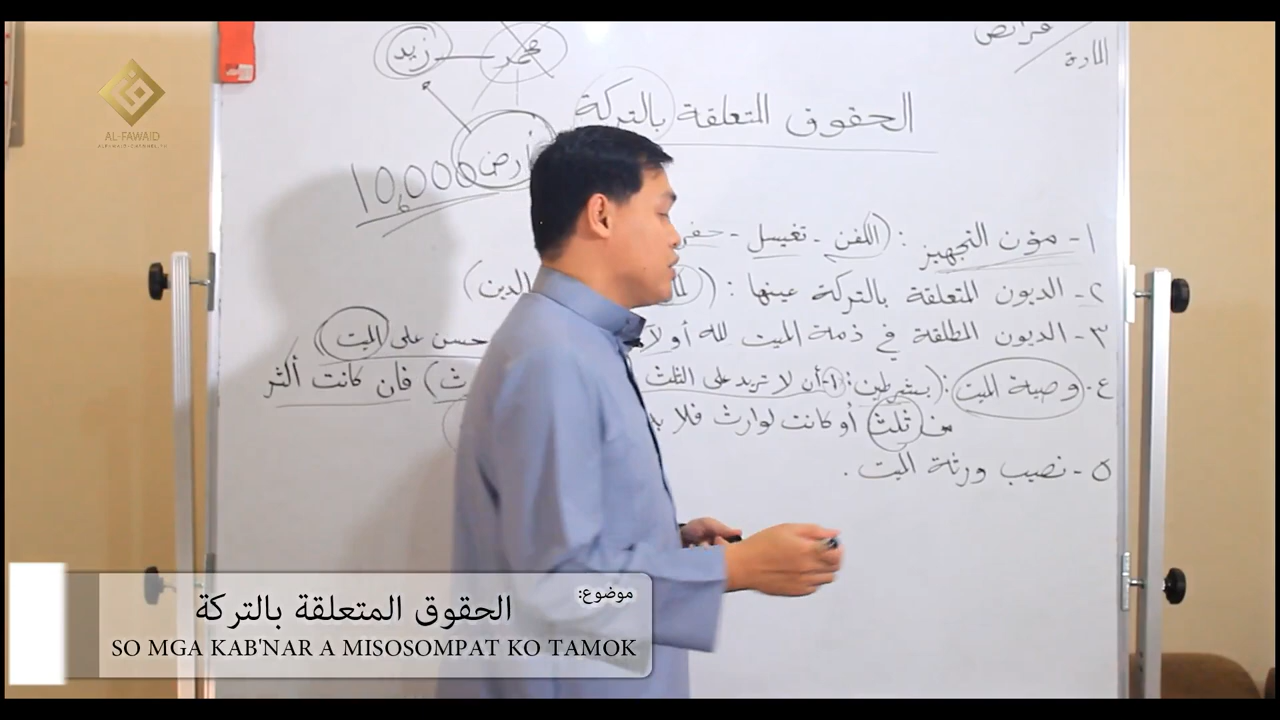 فرائض
المادة
زيد
الحقوق المتعلقة بالتركة
أرض
10,000
١- مؤن التجهيز : (الكفن - تغسيل - حفر
٢- الديون المتعلقة بالتركة عينها : ( الدين)
٣- الديون المطلقة في ذمة الميت لله أو حسن على الميت)
٤- وصية الميت : (بشرطين: ١- أن لا تزيد على الثلث فان كانت أكثر
من ثلث أو كانت لوارث فلا
٥- نصيب ورثة الميت .
AL-FAWAID
موضوع:
الحقوق المتعلقة بالتركة
SO MGA KAB'NAR A MISOSOMPAT KO TAMOK